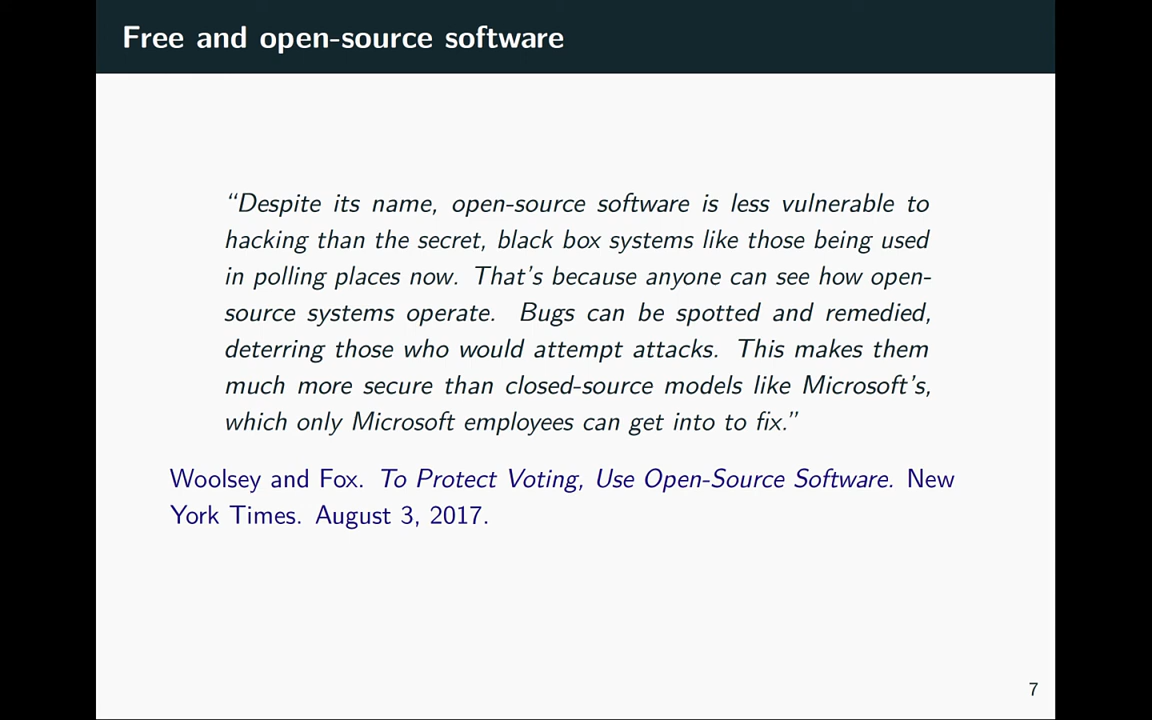 Free and open-source software
“Despite its name, open-source software is less vulnerable to
hacking than the secret, black box systems like those being used
in polling places now. That’s because anyone can see how open-
source systems operate. Bugs can be spotted and remedied,
deterring those who would attempt attacks. This makes them
much more secure than closed-source models like Microsoft’s,
which only Microsoft employees can get into to fix.”
Woolsey and Fox. To Protect Voting, Use Open-Source Software. New
York Times. August 3, 2017.
7